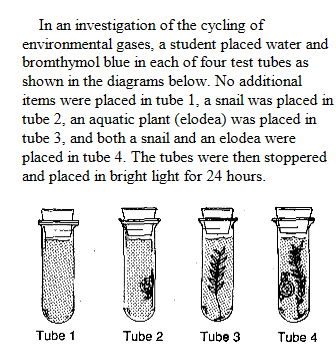 In an investigation of the cycling of
environmental gases, a student placed water and
bromthymol blue in each of four test tubes as
shown in the diagrams below. No additional
items were placed in tube 1, a snail was placed in
tube 2, an aquatic plant (elodea) was placed in
tube 3, and both a snail and an elodea were
placed in tube 4. The tubes were then stoppered
and placed in bright light for 24 hours.
Tube 1 Tube 2 Tube 3 Tube 4